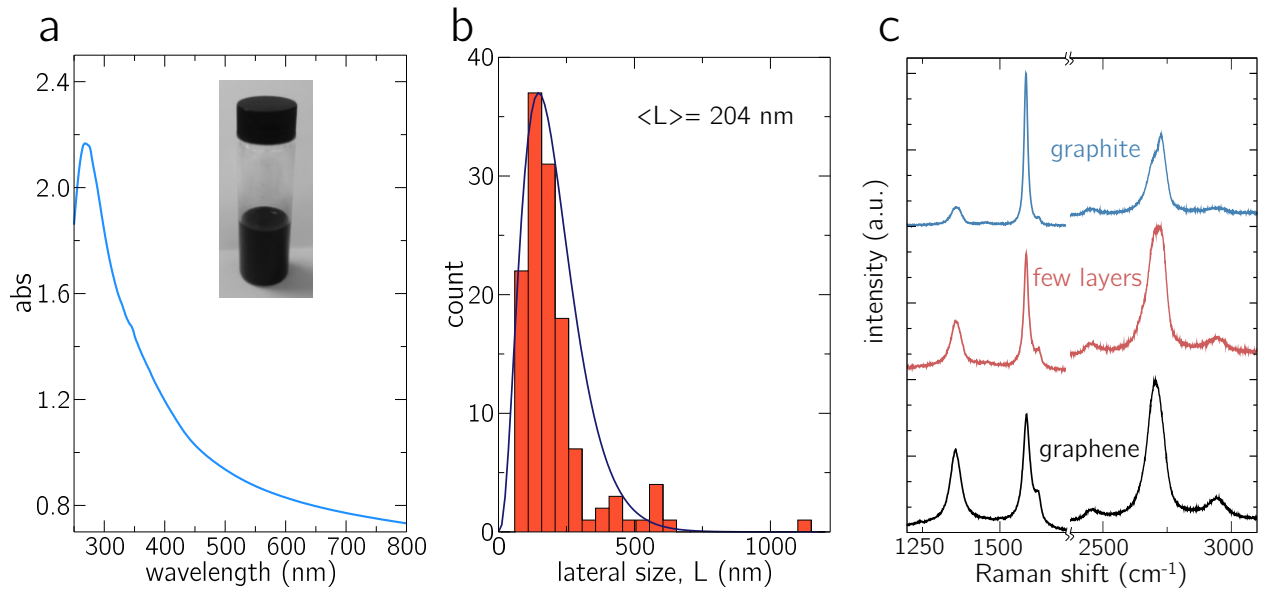 a
abs
2.4
2.0
1.6
1.2
0.8
300 400 500 600 700 800
wavelength (nm)
b
count
40
30
20
10
0
<L>= 204 nm
0 500 1000
lateral size, L (nm)
c
intensity (a.u.)
graphite
few layers
graphene
1250 1500 2500 3000
Raman shift (cm-1)